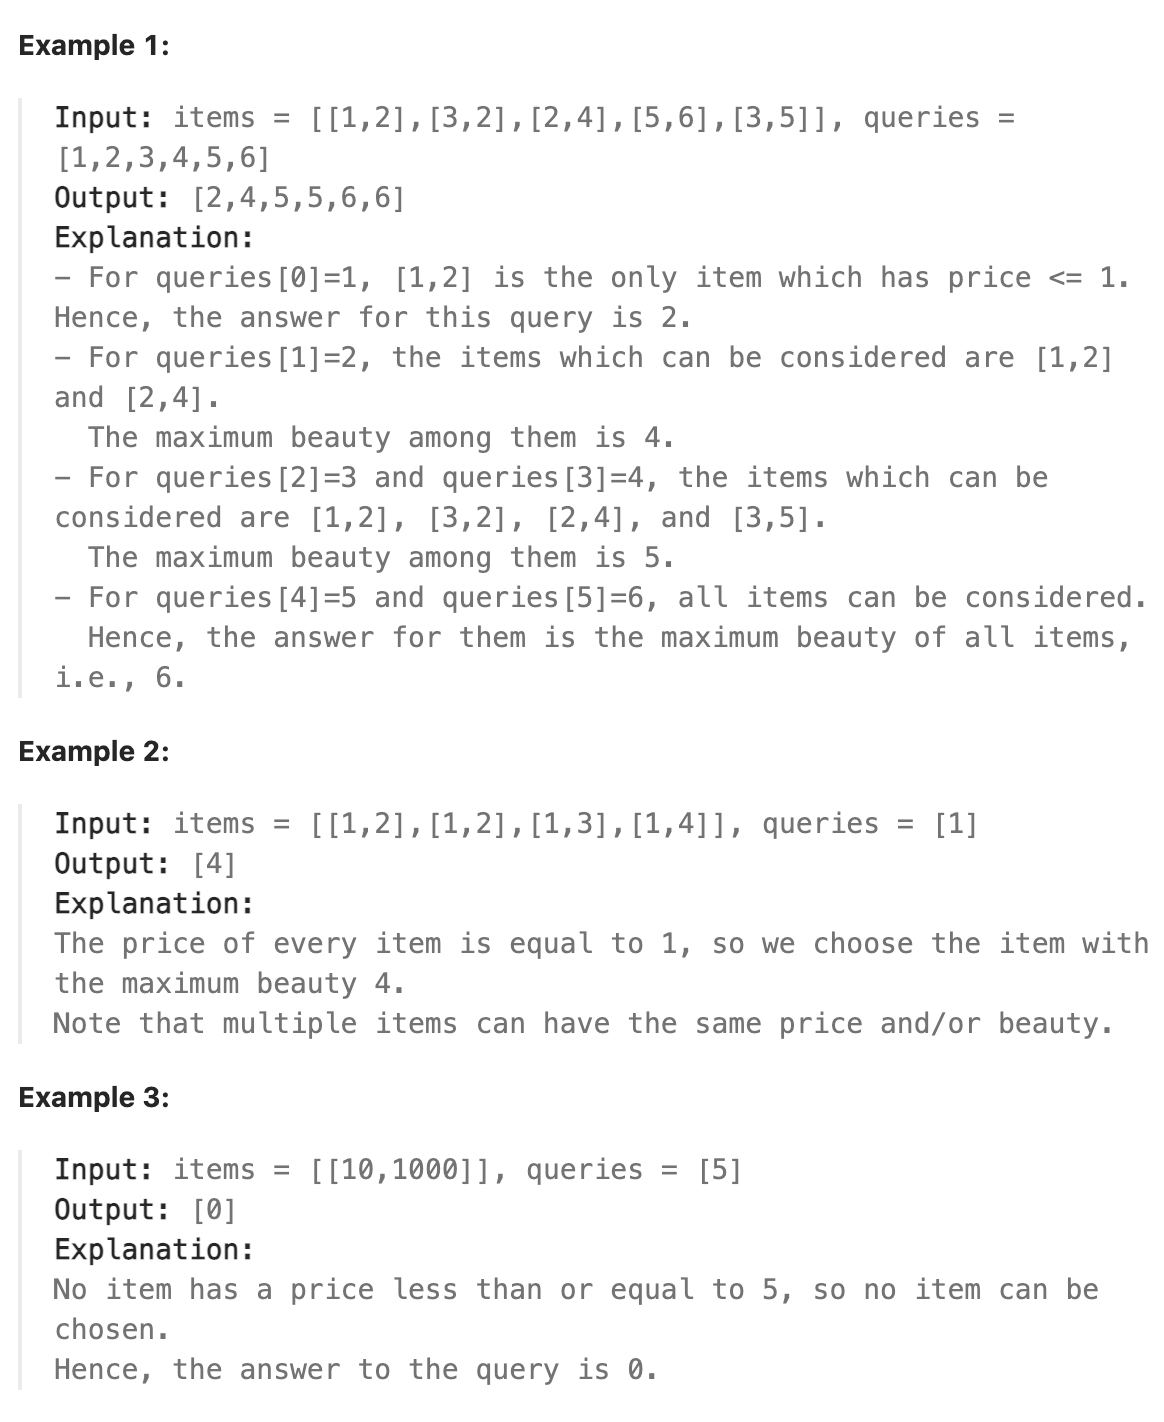 Example 1:
Input: items = [[1,2],[3,2],[2,4],[5,6],[3,5]], queries =
[1,2,3,4,5,6]
Output: [2,4,5,5,6,6]
Explanation:
- For queries[0]=1, [1,2] is the only item which has price <= 1.
Hence, the answer for this query is 2.
- For queries[1]=2, the items which can be considered are [1,2]
and [2,4].
The maximum beauty among them is 4.
- For queries[2]=3 and queries[3]=4, the items which can be
considered are [1,2], [3,2], [2,4], and [3,5].
The maximum beauty among them is 5.
- For queries[4]=5 and queries[5]=6, all items can be considered.
Hence, the answer for them is the maximum beauty of all items,
i.e., 6.
Example 2:
Input: items = [[1,2],[1,2],[1,3],[1,4]], queries = [1]
Output: [4]
Explanation:
The price of every item is equal to 1, so we choose the item with
the maximum beauty 4.
Note that multiple items can have the same price and/or beauty.
Example 3:
Input: items = [[10,1000]], queries = [5]
Output: [0]
Explanation:
No item has a price less than or equal to 5, so no item can be
chosen.
Hence, the answer to the query is 0.